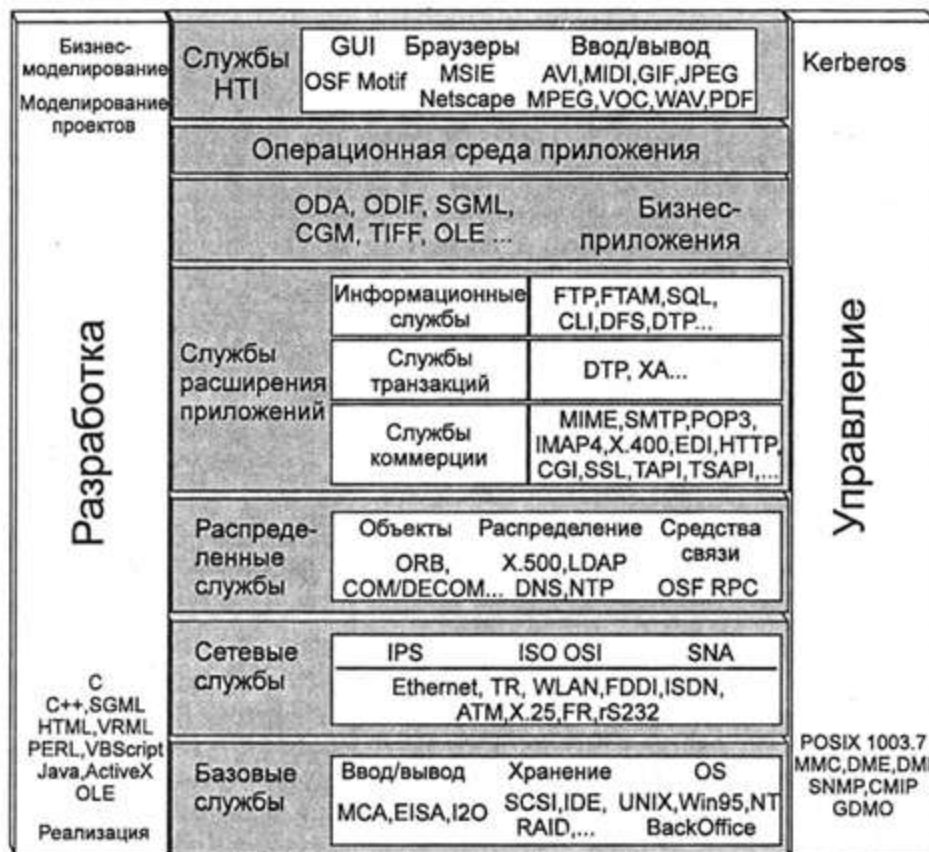 Бизнес-
моделирование
Моделирование
проектов
Разработка
C
C++,SGML
HTML,VRML
PERL,VBScript
Java,ActiveX
OLE
Реализация
Службы
HTI
GUI Браузеры Ввод/вывод
OSF Motif MSIE AVI,MIDI,GIF,JPEG
Netscape MPEG,VOC,WAV,PDF
Операционная среда приложения
ODA, ODIF, SGML,
CGM, TIFF, OLE ...
Бизнес-
приложения
Службы
расширения
приложений
Информационные
службы
FTP,FTAM,SQL,
CLI,DFS,DTP...
Службы
транзакций
DTP, XA...
Службы
коммерции
MIME,SMTP,POP3,
IMAP4,X.400,EDI,HTTP,
CGI,SSL,TAPI,TSAPI,...
Распреде-
ленные
службы
Объекты
ORB,
COM/DECOM...
Распределение
X.500,LDAP
DNS,NTP
Средства
связи
OSF RPC
Сетевые
службы
IPS ISO OSI SNA
Ethernet, TR, WLAN,FDDI,ISDN,
ATM,X.25,FR,rS232
Базовые
службы
Ввод/вывод
MCA,EISA,I2O
Хранение
SCSI,IDE,
RAID,...
OS
UNIX,Win95,NT
BackOffice
Kerberos
Управление
POSIX 1003.7
MMC,DME,DMI
SNMP,CMIP
GDMO